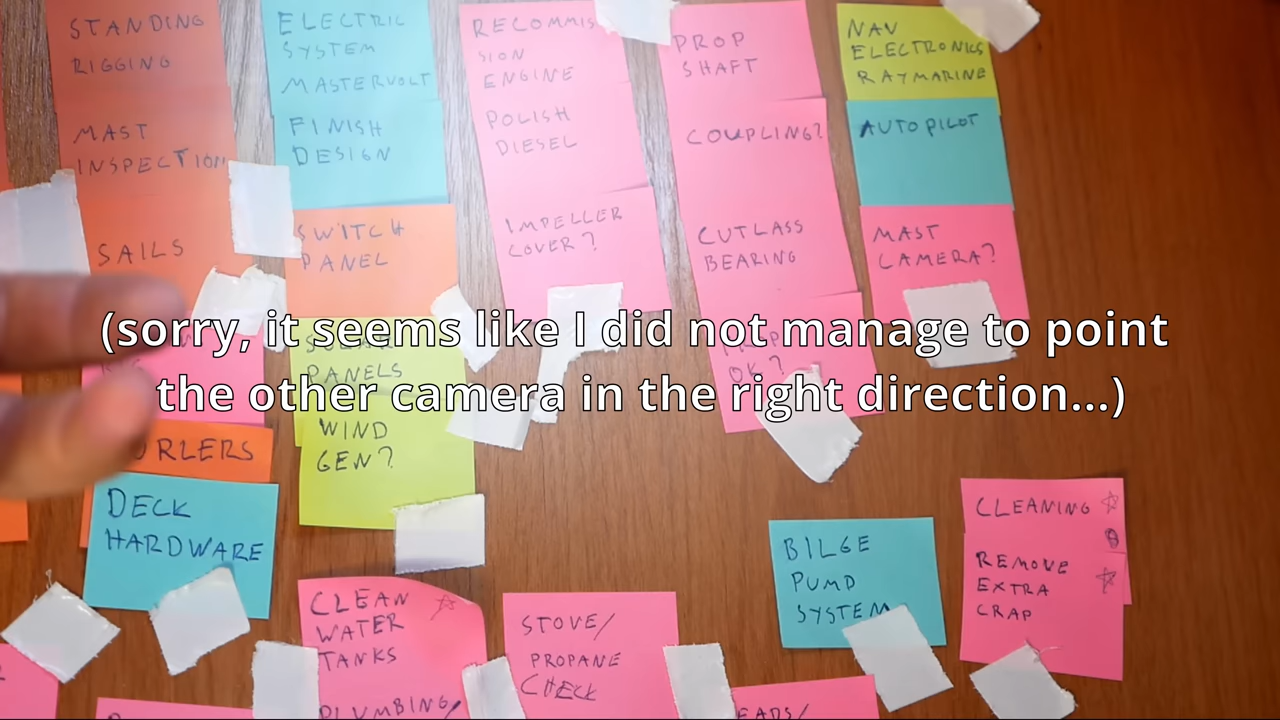 STANDING
RIGGING
MAST
INSPECTION
SAILS
DECK
HARDWARE
ELECTRIC
SYSTEM
MASTERVOLT
FINISH
DESIGN
SWITCH
PANEL
PANELS
WIND
GEN?
RECOMMIS
SION
ENGINE
POLISH
DIESEL
IMPELLER
COVER?
PROP
SHAFT
COUPLING?
CUTLASS
BEARING
OK?
NAV
ELECTRONICS
RAYMARINE
AUTOPILOT
MAST
CAMERA?
(sorry, it seems like I did not manage to point
the other camera in the right direction...)
CLEAN
WATER
TANKS
PLUMBING/
STOVE/
PROPANE
CHECK
BILGE
PUMP
SYSTEM
CLEANING
REMOVE
EXTRA
CRAP